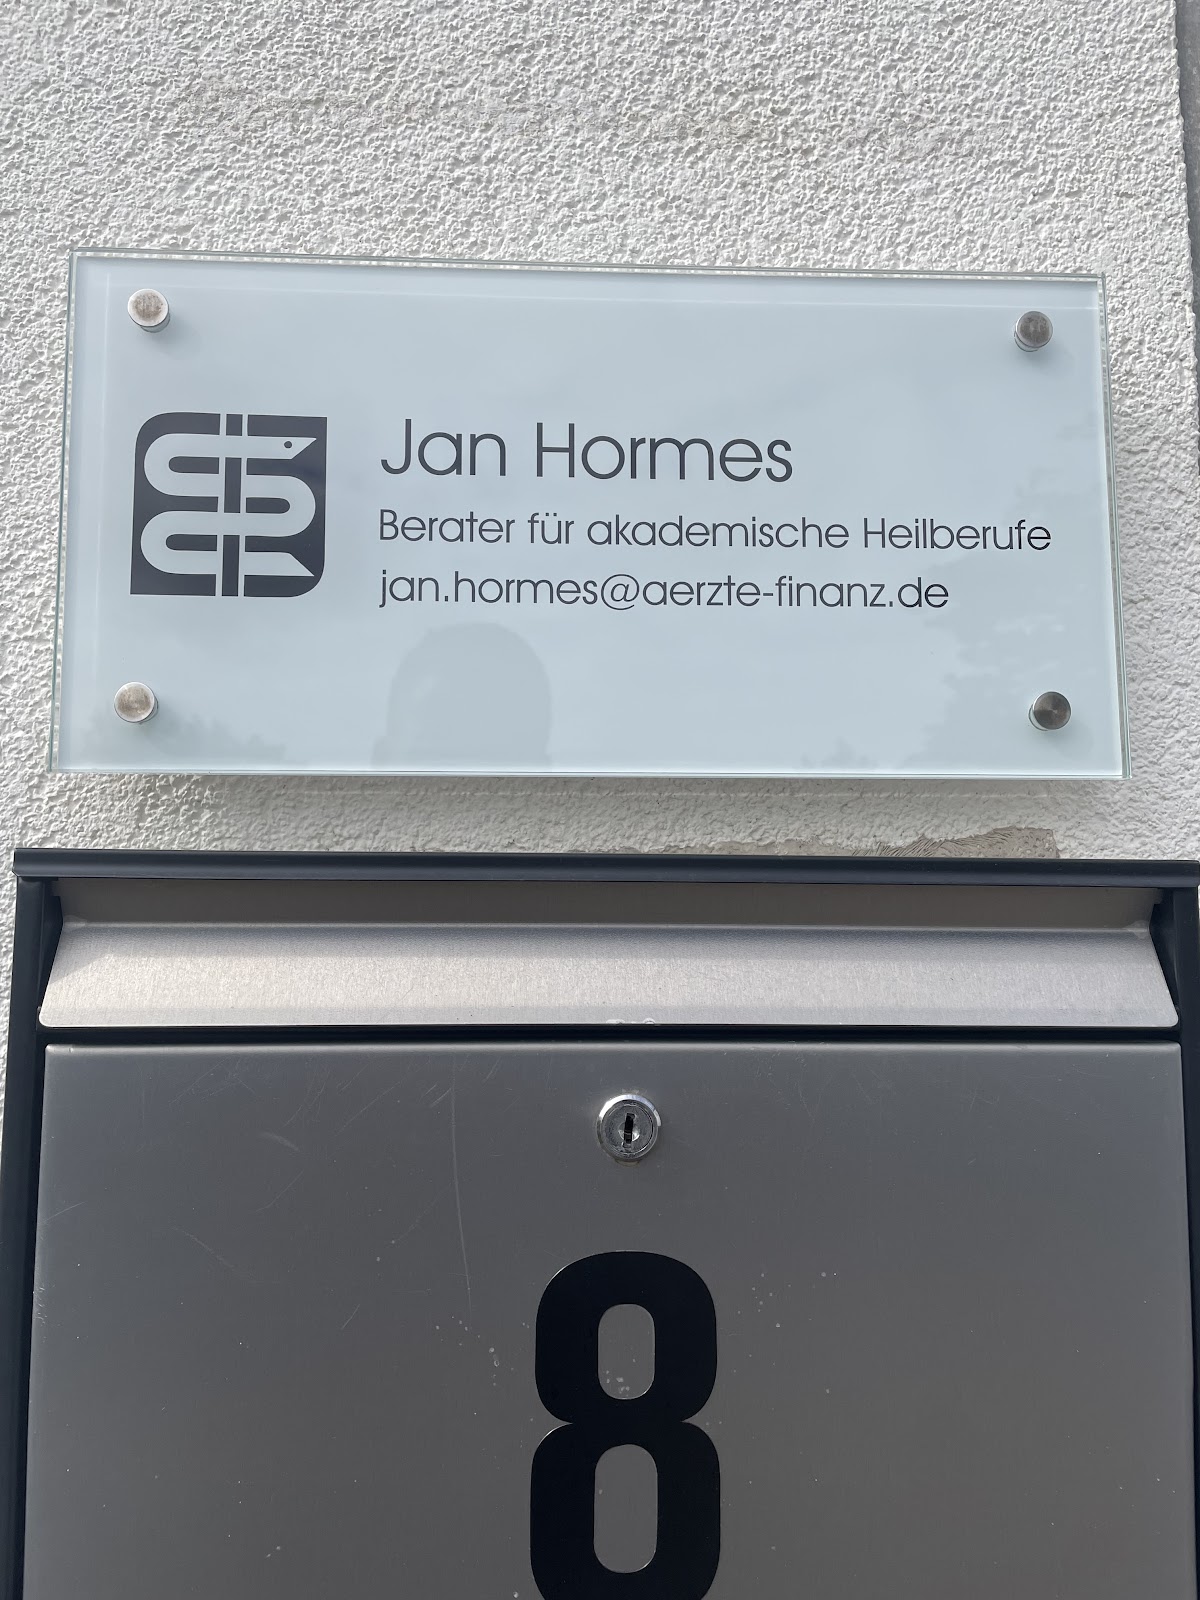 Jan Hormes
Berater für akademische Heilberufe
jan.hormes@aerzte-finanz.de
8